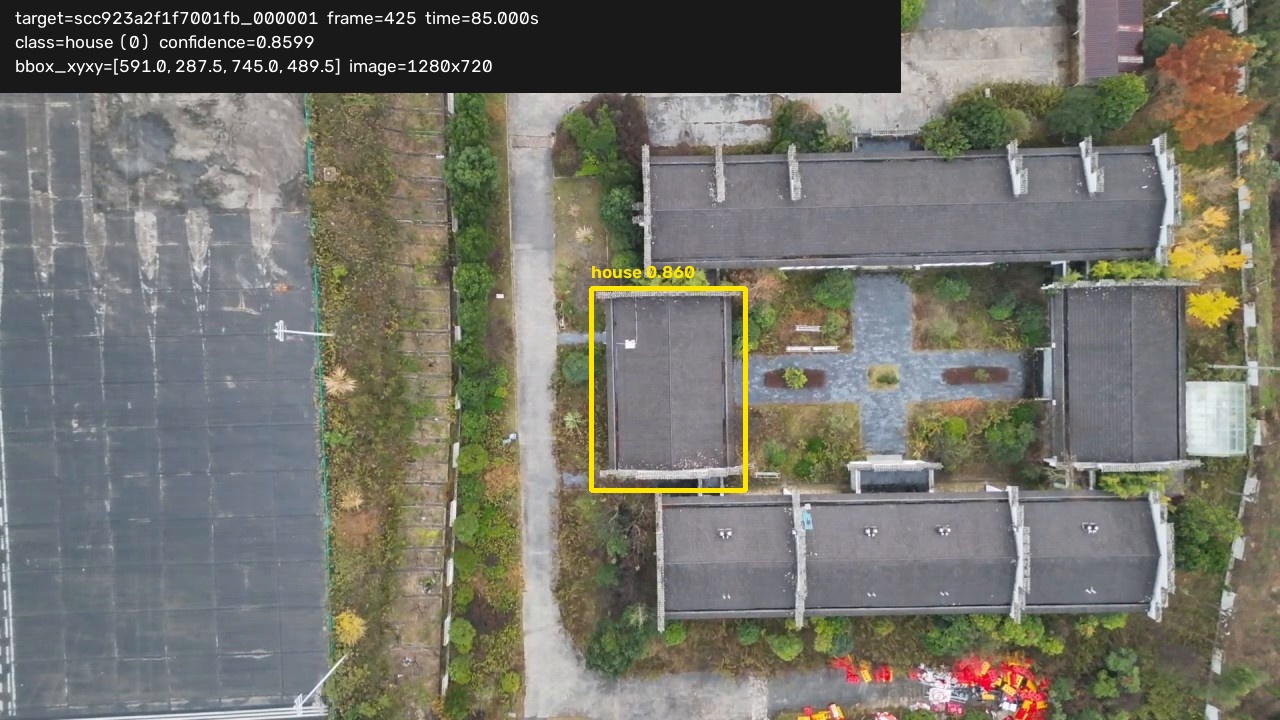 target=scc923a2f1f7001fb_000001 frame=425 time=85.000s
class=house (0) confidence=0.8599
bbox_xyxy=[591.0, 287.5, 745.0, 489.5] image=1280x720
house 0.860